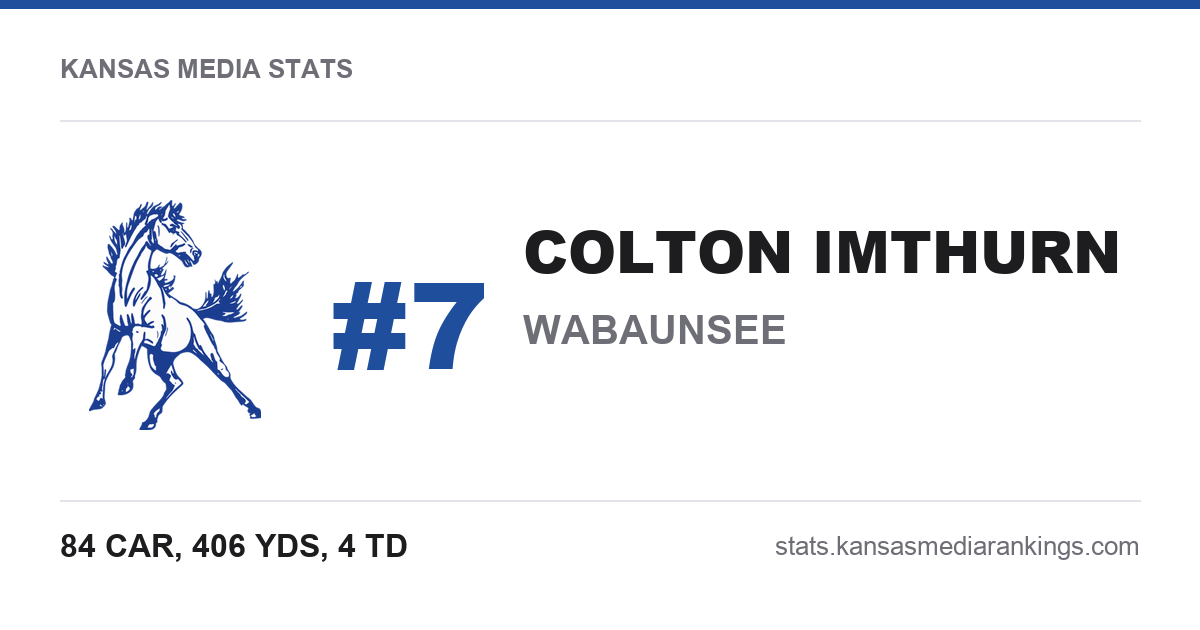 KANSAS MEDIA STATS
#7
COLTON IMTHURN
WABAUNSEE
84 CAR, 406 YDS, 4 TD
stats.kansasmediarankings.com